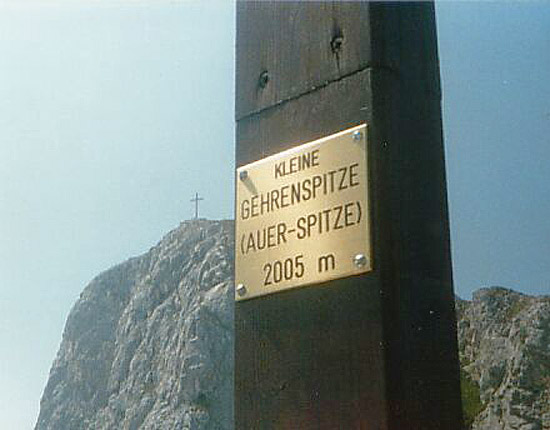 KLEINE
GEHRENSPITZE
(AUER-SPITZE)
2005 m